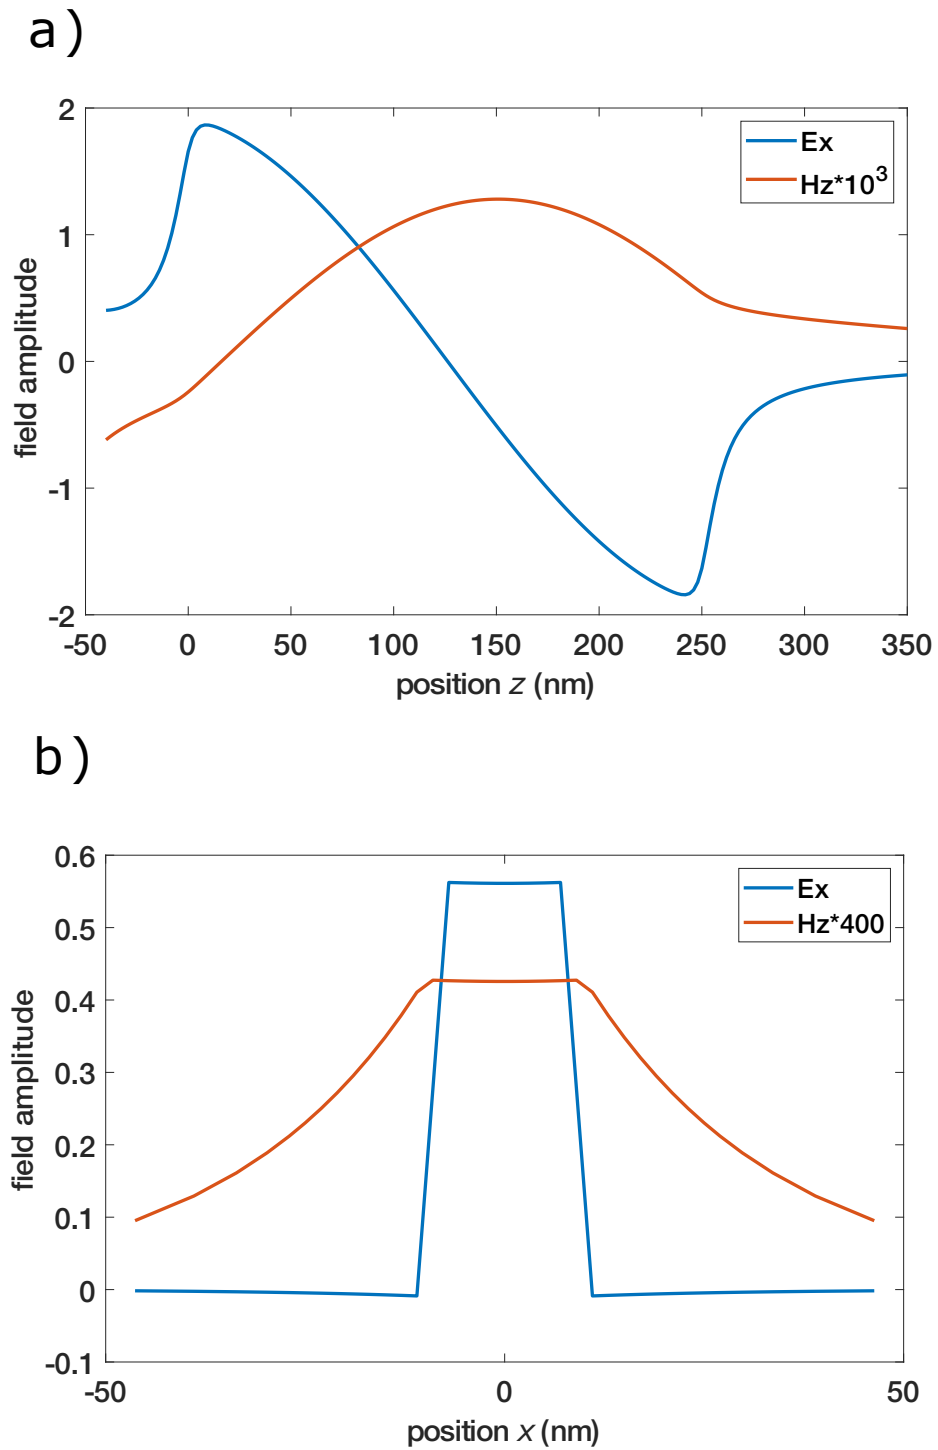 a)
2
1
0
-1
-2
field amplitude
Ex
Hz*10³
-50 0 50 100 150 200 250 300 350
position z (nm)
b)
0.6
0.5
0.4
0.3
0.2
0.1
0
-0.1
field amplitude
Ex
Hz*400
-50 0 50
position x (nm)